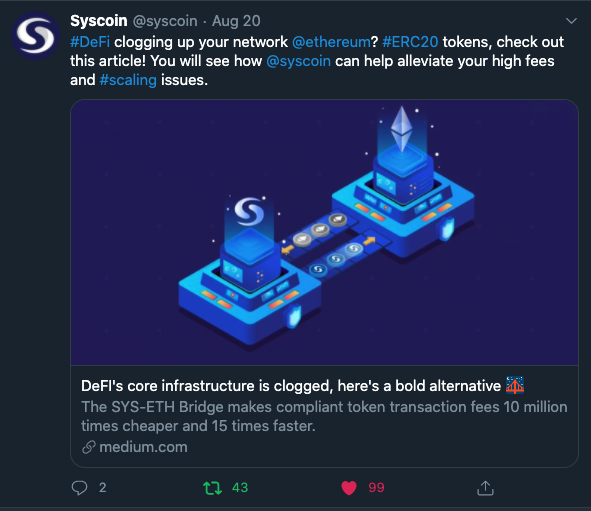 Syscoin @syscoin · Aug 20
#DeFi clogging up your network @ethereum? #ERC20 tokens, check out
this article! You will see how @syscoin can help alleviate your high fees
and #scaling issues.
DeFI's core infrastructure is clogged, here's a bold alternative 🌉
The SYS-ETH Bridge makes compliant token transaction fees 10 million
times cheaper and 15 times faster.
medium.com
2 43 99